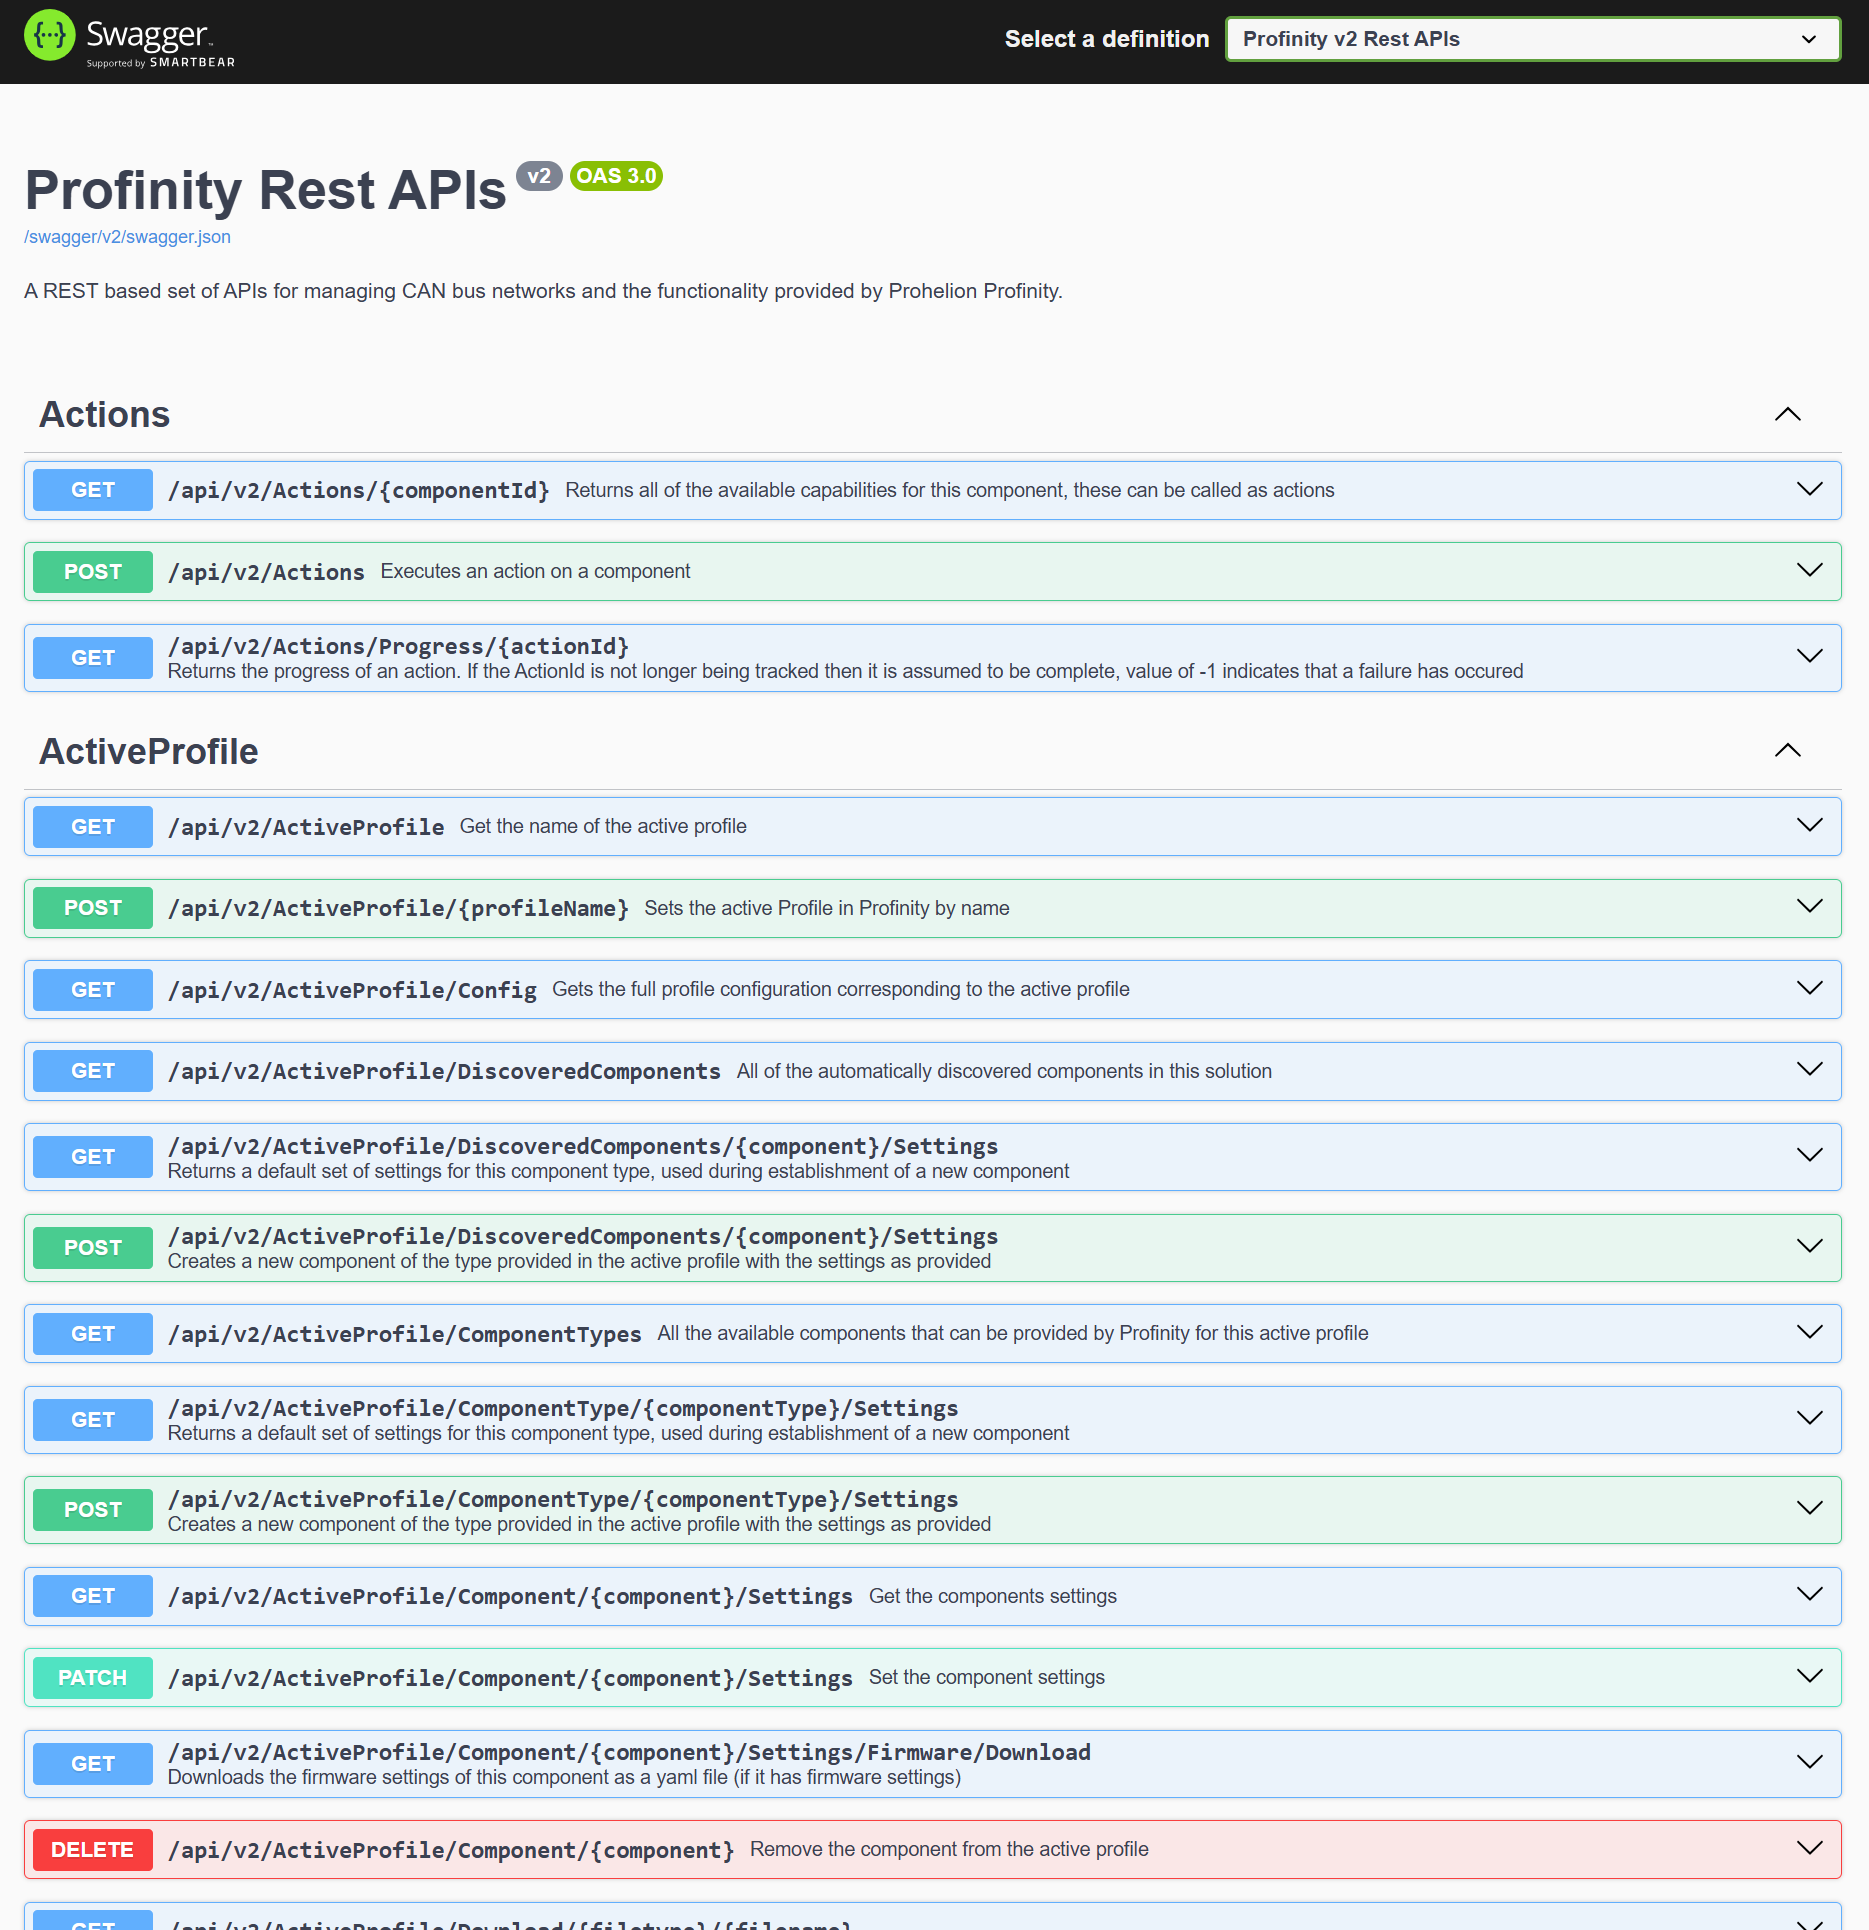 Swagger
Supported by SMARTBEAR
Select a definition
Profinity v2 Rest APIs
Profinity Rest APIs v2 OAS 3.0
/swagger/v2/swagger.json
A REST based set of APIs for managing CAN bus networks and the functionality provided by Prohelion Profinity.
Actions
GET /api/v2/Actions/{componentId} Returns all of the available capabilities for this component, these can be called as actions
POST /api/v2/Actions Executes an action on a component
GET /api/v2/Actions/Progress/{actionId}
Returns the progress of an action. If the ActionId is not longer being tracked then it is assumed to be complete, value of -1 indicates that a failure has occured
ActiveProfile
GET /api/v2/ActiveProfile Get the name of the active profile
POST /api/v2/ActiveProfile/{profileName} Sets the active Profile in Profinity by name
GET /api/v2/ActiveProfile/Config Gets the full profile configuration corresponding to the active profile
GET /api/v2/ActiveProfile/DiscoveredComponents All of the automatically discovered components in this solution
GET /api/v2/ActiveProfile/DiscoveredComponents/{component}/Settings
Returns a default set of settings for this component type, used during establishment of a new component
POST /api/v2/ActiveProfile/DiscoveredComponents/{component}/Settings
Creates a new component of the type provided in the active profile with the settings as provided
GET /api/v2/ActiveProfile/ComponentTypes All the available components that can be provided by Profinity for this active profile
GET /api/v2/ActiveProfile/ComponentType/{componentType}/Settings
Returns a default set of settings for this component type, used during establishment of a new component
POST /api/v2/ActiveProfile/ComponentType/{componentType}/Settings
Creates a new component of the type provided in the active profile with the settings as provided
GET /api/v2/ActiveProfile/Component/{component}/Settings Get the components settings
PATCH /api/v2/ActiveProfile/Component/{component}/Settings Set the component settings
GET /api/v2/ActiveProfile/Component/{component}/Settings/Firmware/Download
Downloads the firmware settings of this component as a yaml file (if it has firmware settings)
DELETE /api/v2/ActiveProfile/Component/{component} Remove the component from the active profile
GET /api/v2/ActiveProfile/Download/{filetype}/{filename}